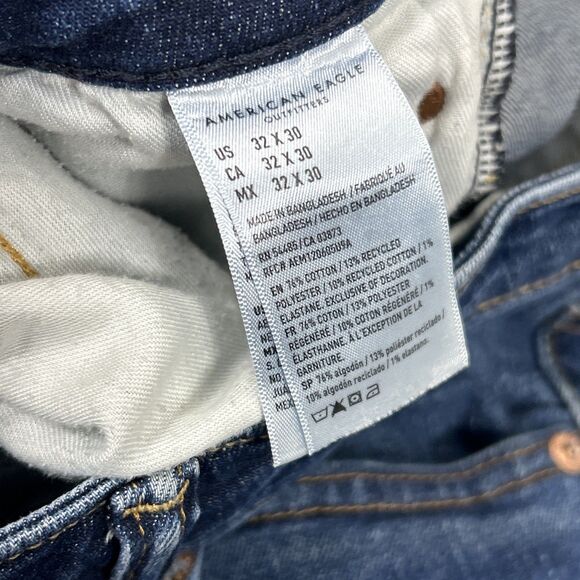 AMERICAN EAGLE
OUTFITTERS
US 32 X 30
CA 32 X 30
MX 32 X 30
MADE IN BANGLADESH / FABRIQUÉ AU
BANGLADESH / HECHO EN BANGLADESH
RN 54485 / CA 03873
RFC# AEM120605U9A
EN 76% COTTON / 13% RECYCLED
POLYESTER / 10% RECYCLED COTTON / 1%
ELASTANE. EXCLUSIVE OF DECORATION.
FR 76% COTON / 13% POLYESTER
RÉGÉNÉRÉ / 10% COTON RÉGÉNÉRÉ / 1%
ÉLASTHANNE. A L'EXCEPTION DE LA
GARNITURE.
SP 76% algodón / 13% poliéster reciclado /
10% algodón reciclado / 1% elastano.